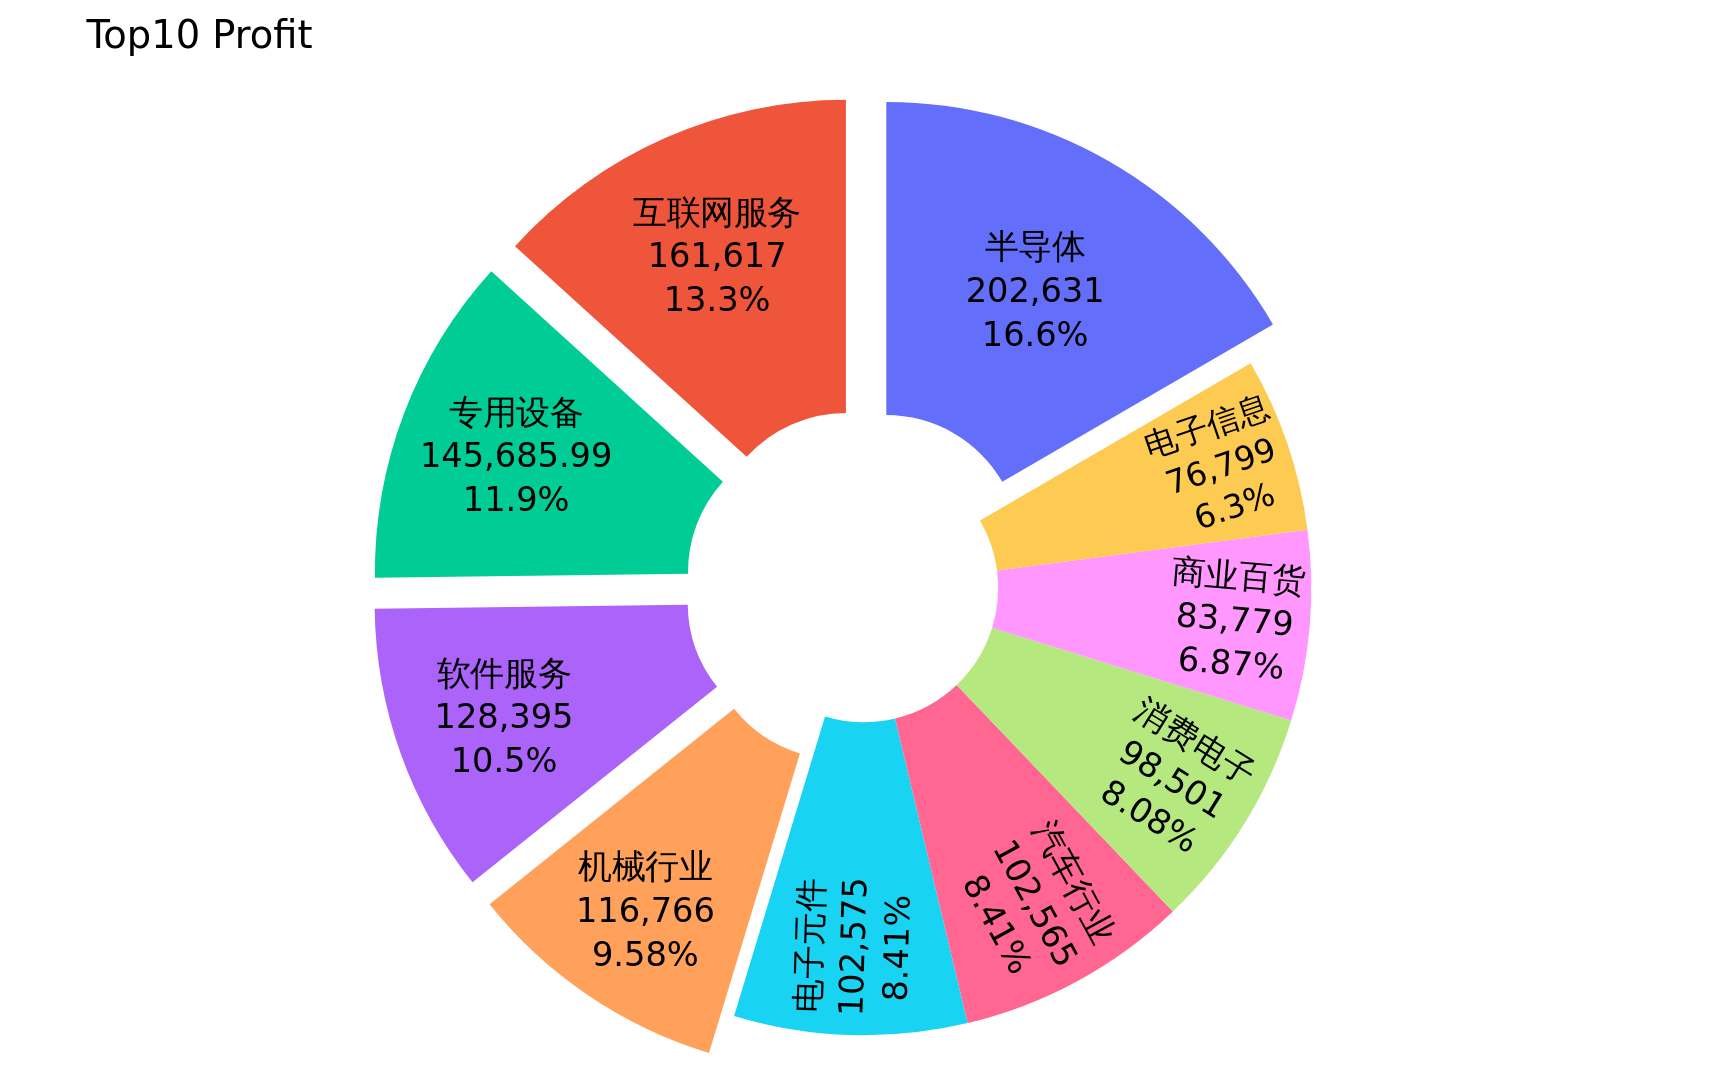 Top10 Profit
半导体
202,631
16.6%
互联网服务
161,617
13.3%
专用设备
145,685.99
11.9%
软件服务
128,395
10.5%
机械行业
116,766
9.58%
电子元件
102,575
8.41%
汽车行业
102,565
8.41%
消费电子
98,501
8.08%
商业百货
83,779
6.87%
电子信息
76,799
6.3%